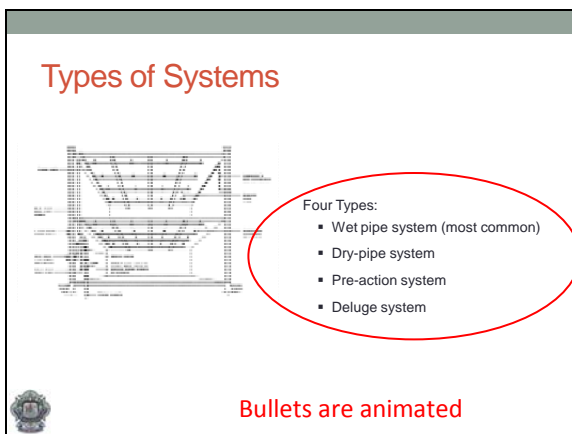 Types of Systems
Four Types:
▪ Wet pipe system (most common)
▪ Dry-pipe system
▪ Pre-action system
▪ Deluge system
Bullets are animated